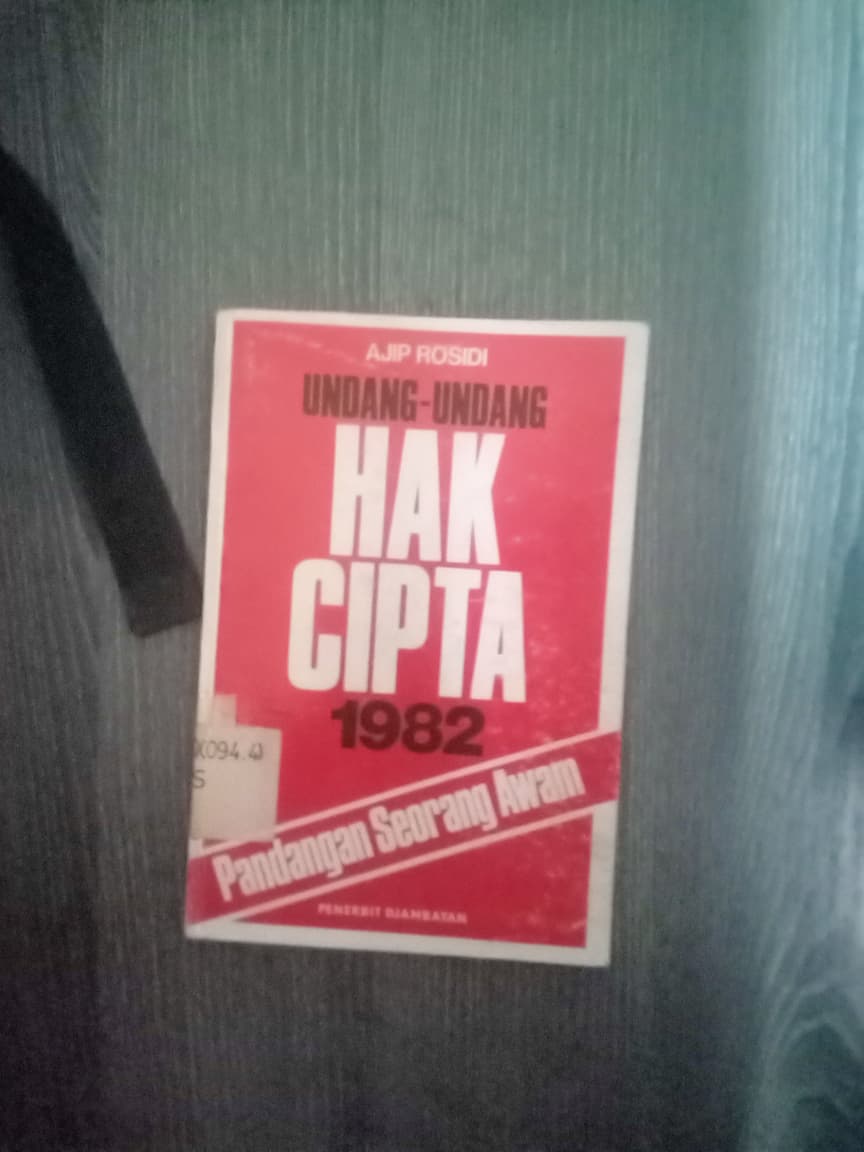 AJIP ROSIDI
UNDANG-UNDANG
HAK
CIPTA
1982
Pandangan Seorang Awam
PENERBIT DJAMBATAN